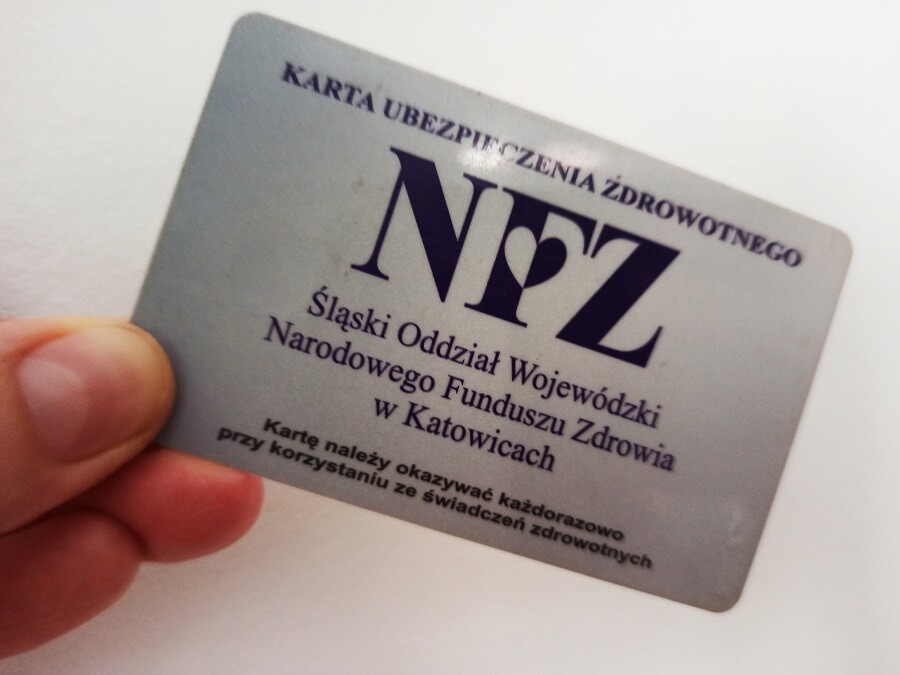 KARTA UBEZPIECZENIA ZDROWOTNEGO
NFZ
Śląski Oddział Wojewódzki
Narodowego Funduszu Zdrowia
w Katowicach
Kartę należy okazywać każdorazowo
przy korzystaniu ze świadczeń zdrowotnych